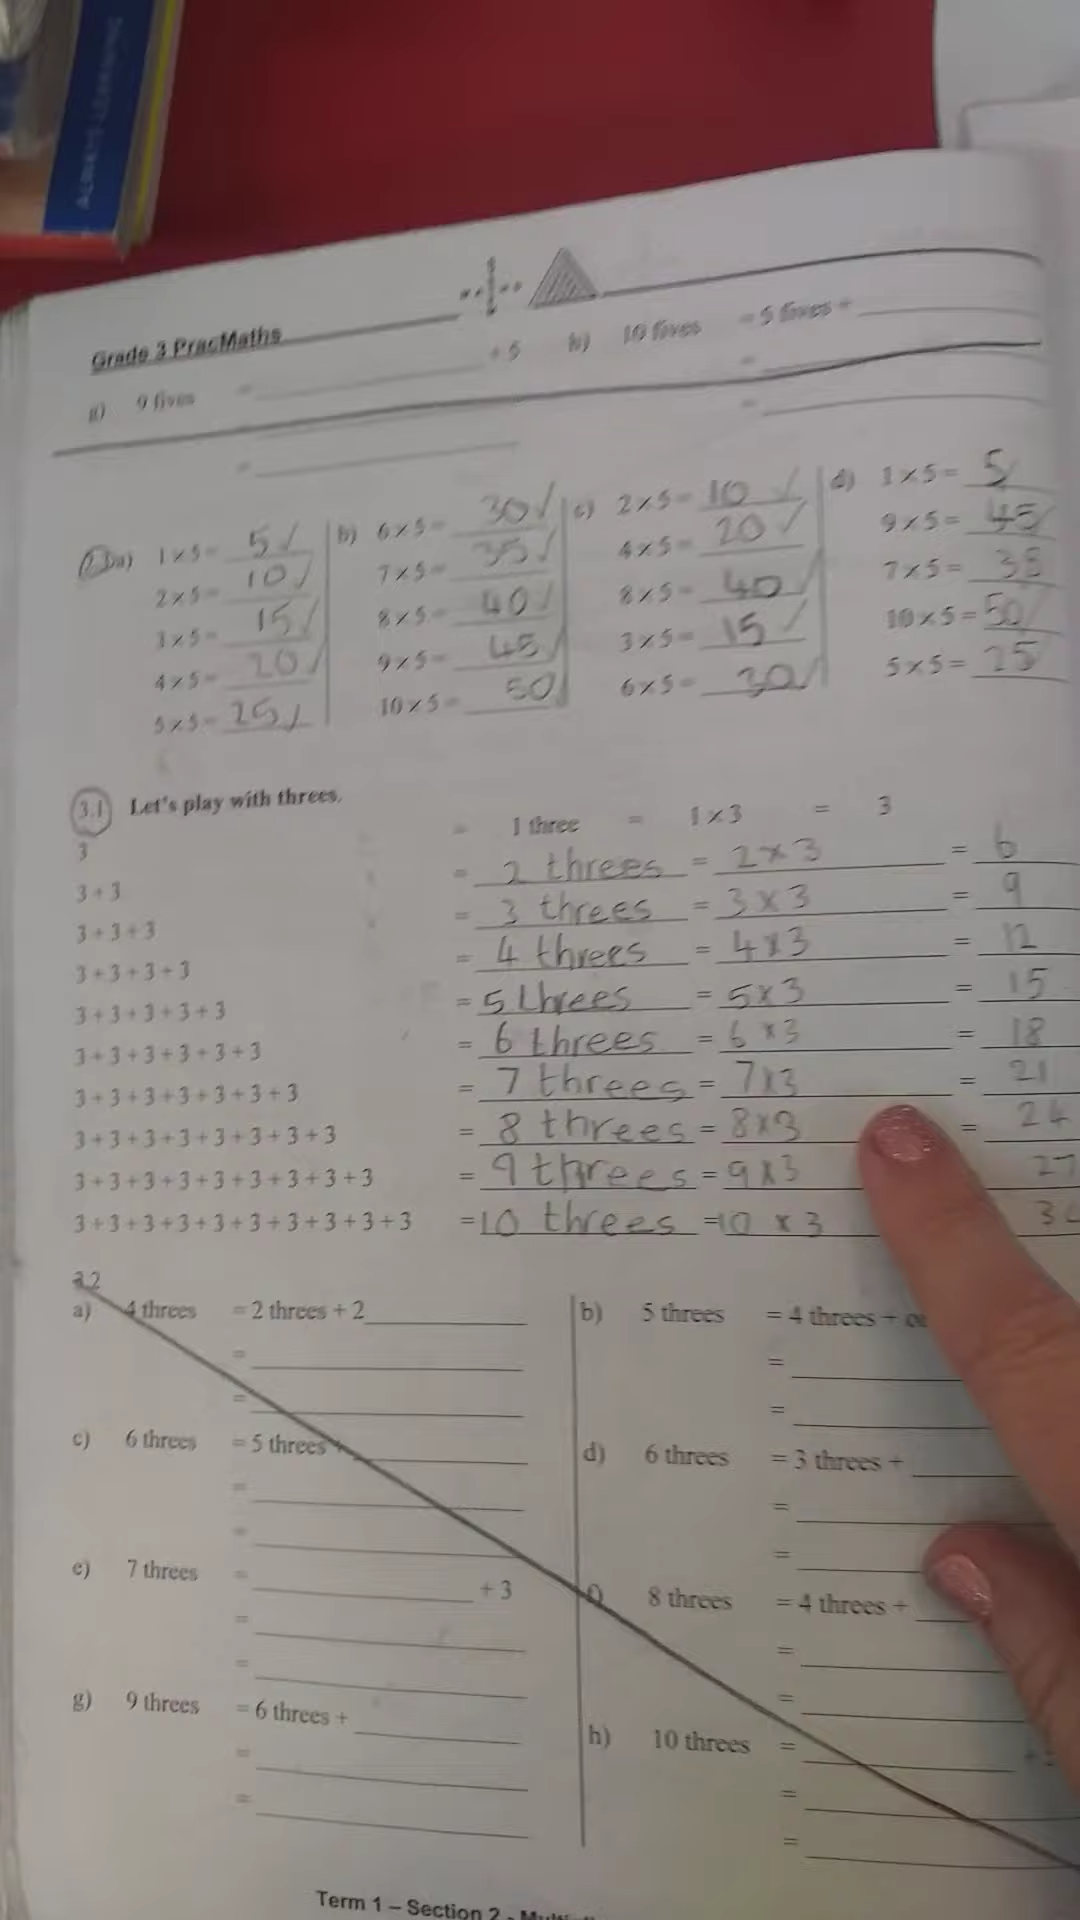 ALWAYS LEARNING
Grade 3 PracMaths
g) 9 fives = + 5 h) 10 fives = 5 fives +
=
= =
a) 1 × 5 = 5 b) 6 × 5 = 30 c) 2 × 5 = 10 d) 1 × 5 = 5
2 × 5 = 10 7 × 5 = 35 4 × 5 = 20 9 × 5 = 45
3 × 5 = 15 8 × 5 = 40 8 × 5 = 40 7 × 5 = 35
4 × 5 = 20 9 × 5 = 45 3 × 5 = 15 10 × 5 = 50
5 × 5 = 25 10 × 5 = 50 6 × 5 = 30 5 × 5 = 25
3.1 Let's play with threes.
3 = 1 three = 1 × 3 = 3
3 + 3 = 2 threes = 2 × 3 = 6
3 + 3 + 3 = 3 threes = 3 × 3 = 9
3 + 3 + 3 + 3 = 4 threes = 4 × 3 = 12
3 + 3 + 3 + 3 + 3 = 5 threes = 5 × 3 = 15
3 + 3 + 3 + 3 + 3 + 3 = 6 threes = 6 × 3 = 18
3 + 3 + 3 + 3 + 3 + 3 + 3 = 7 threes = 7 × 3 = 21
3 + 3 + 3 + 3 + 3 + 3 + 3 + 3 = 8 threes = 8 × 3 = 24
3 + 3 + 3 + 3 + 3 + 3 + 3 + 3 + 3 = 9 threes = 9 × 3 27
3 + 3 + 3 + 3 + 3 + 3 + 3 + 3 + 3 + 3 = 10 threes = 10 × 3
3.2
a) 4 threes = 2 threes + 2 b) 5 threes = 4 threes +
= =
= =
c) 6 threes = 5 threes + d) 6 threes = 3 threes +
= =
= =
e) 7 threes = + 3 f) 8 threes = 4 threes +
= =
= =
g) 9 threes = 6 threes + h) 10 threes = +
= =
= =
Term 1 – Section 2 -